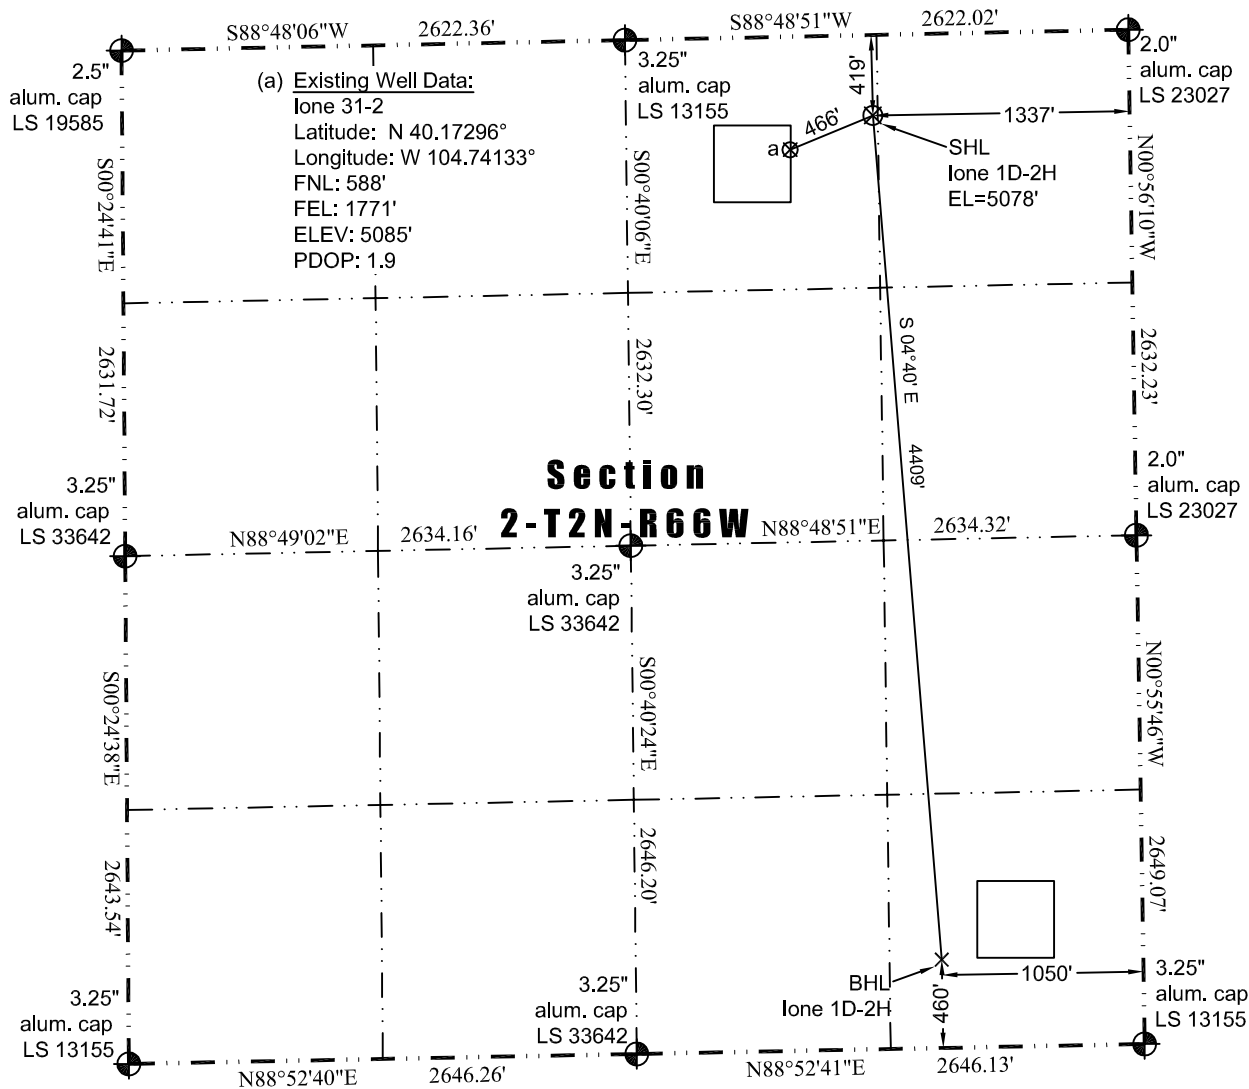 S88°48'06"W 2622.36' S88°48'51"W 2622.02'
2.5"
alum. cap
LS 19585
(a) Existing Well Data:
Ione 31-2
Latitude: N 40.17296°
Longitude: W 104.74133°
FNL: 588'
FEL: 1771'
ELEV: 5085'
PDOP: 1.9
3.25"
alum. cap
LS 13155
2.0"
alum. cap
LS 23027
419'
466'
1337'
a
SHL
Ione 1D-2H
EL=5078'
S00°24'41"E
S00°40'06"E
N00°56'10"W
2631.72'
2632.30'
S 04°40' E 4409'
2632.23'
3.25"
alum. cap
LS 33642
Section
2-T2N-R66W
2.0"
alum. cap
LS 23027
N88°49'02"E 2634.16' N88°48'51"E 2634.32'
3.25"
alum. cap
LS 33642
S00°24'38"E
S00°40'24"E
N00°55'46"W
2643.54'
2646.20'
2649.07'
BHL
Ione 1D-2H
460'
1050'
3.25"
alum. cap
LS 13155
3.25"
alum. cap
LS 33642
3.25"
alum. cap
LS 13155
N88°52'40"E 2646.26' N88°52'41"E 2646.13'